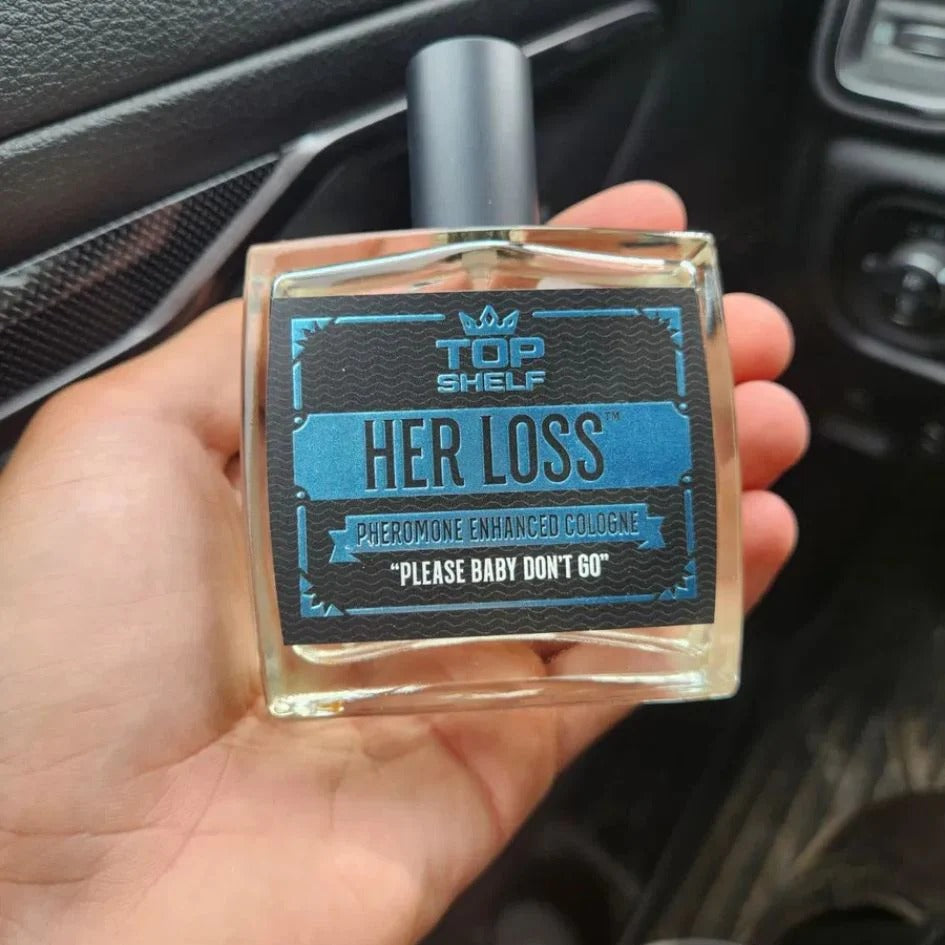 TOP
SHELF
HER LOSS™
PHEROMONE ENHANCED COLOGNE
"PLEASE BABY DON'T GO"